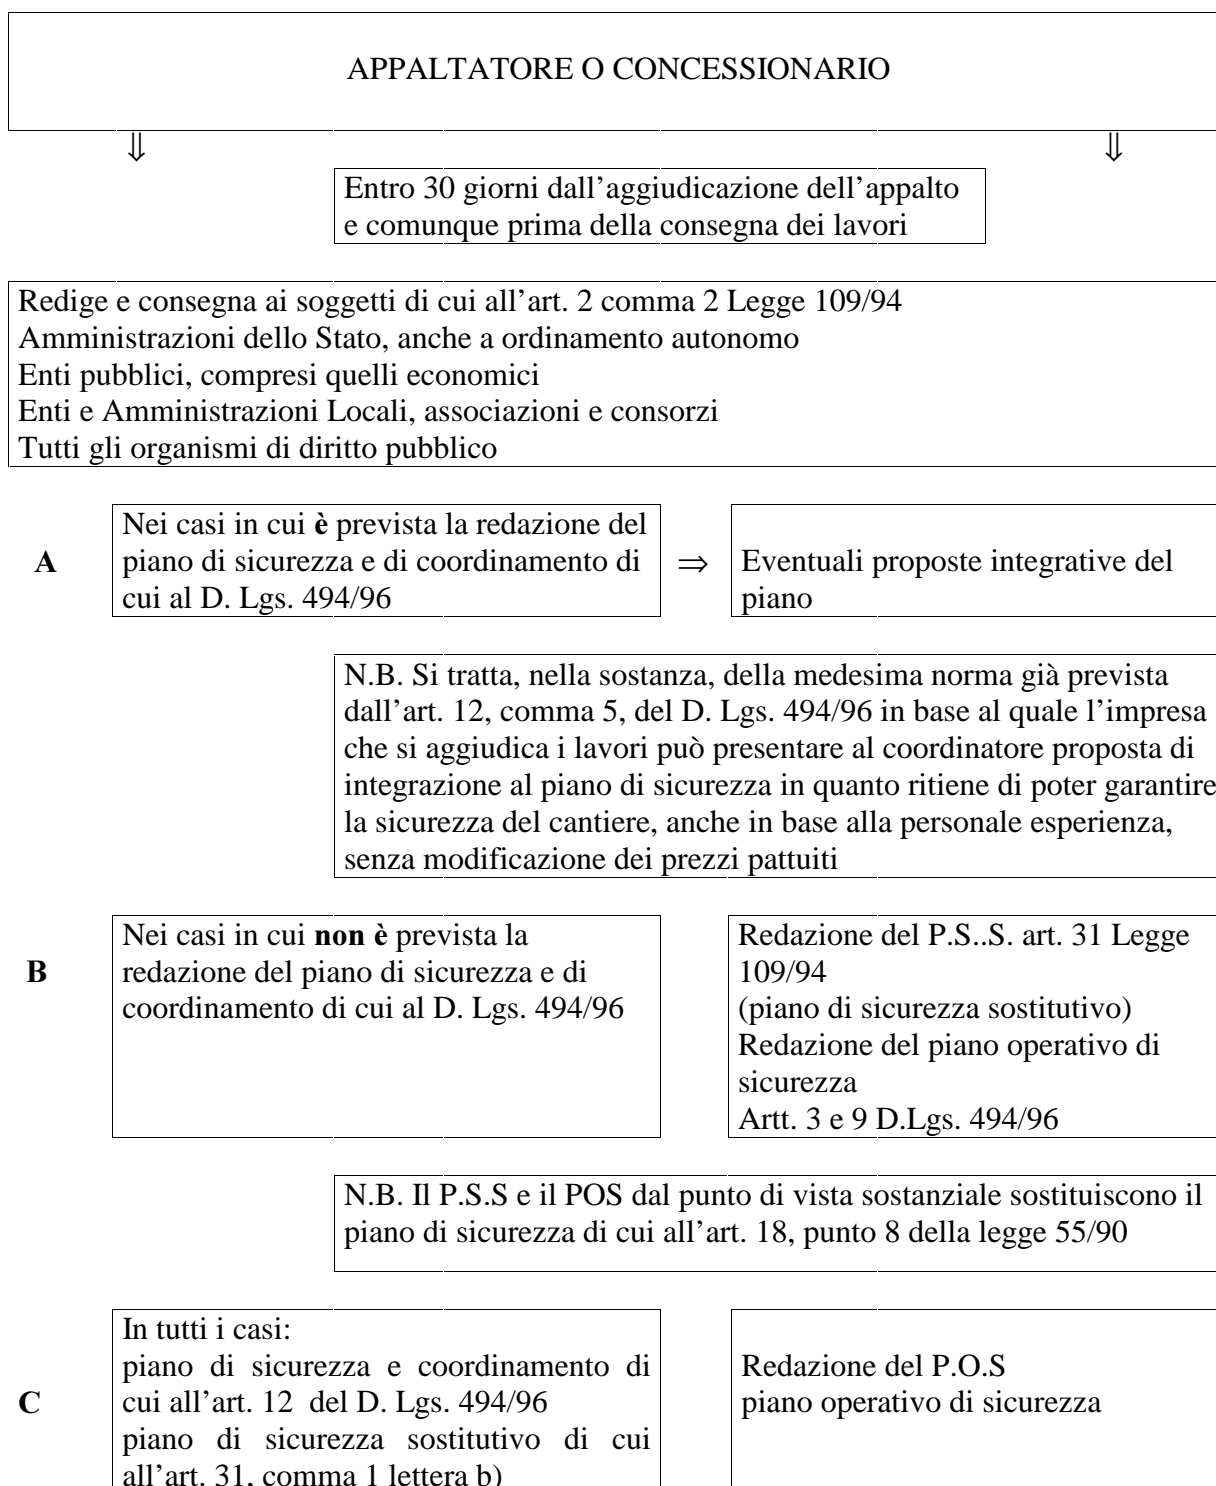 APPALTATORE O CONCESSIONARIO
⇓ ⇓
Entro 30 giorni dall’aggiudicazione dell’appalto
e comunque prima della consegna dei lavori
Redige e consegna ai soggetti di cui all’art. 2 comma 2 Legge 109/94
Amministrazioni dello Stato, anche a ordinamento autonomo
Enti pubblici, compresi quelli economici
Enti e Amministrazioni Locali, associazioni e consorzi
Tutti gli organismi di diritto pubblico
A
Nei casi in cui è prevista la redazione del
piano di sicurezza e di coordinamento di
cui al D. Lgs. 494/96
⇒
Eventuali proposte integrative del
piano
N.B. Si tratta, nella sostanza, della medesima norma già prevista
dall’art. 12, comma 5, del D. Lgs. 494/96 in base al quale l’impresa
che si aggiudica i lavori può presentare al coordinatore proposta di
integrazione al piano di sicurezza in quanto ritiene di poter garantire
la sicurezza del cantiere, anche in base alla personale esperienza,
senza modificazione dei prezzi pattuiti
B
Nei casi in cui non è prevista la
redazione del piano di sicurezza e di
coordinamento di cui al D. Lgs. 494/96
Redazione del P.S..S. art. 31 Legge
109/94
(piano di sicurezza sostitutivo)
Redazione del piano operativo di
sicurezza
Artt. 3 e 9 D.Lgs. 494/96
N.B. Il P.S.S e il POS dal punto di vista sostanziale sostituiscono il
piano di sicurezza di cui all’art. 18, punto 8 della legge 55/90
C
In tutti i casi:
piano di sicurezza e coordinamento di
cui all’art. 12 del D. Lgs. 494/96
piano di sicurezza sostitutivo di cui
all’art. 31, comma 1 lettera b)
Redazione del P.O.S
piano operativo di sicurezza